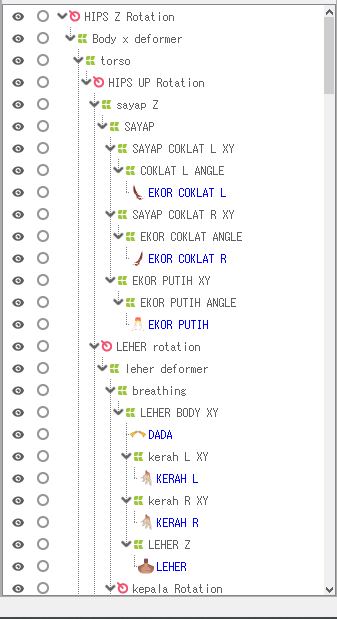 HIPS Z Rotation
Body x deformer
torso
HIPS UP Rotation
sayap Z
SAYAP
SAYAP COKLAT L XY
COKLAT L ANGLE
EKOR COKLAT L
SAYAP COKLAT R XY
EKOR COKLAT ANGLE
EKOR COKLAT R
EKOR PUTIH XY
EKOR PUTIH ANGLE
EKOR PUTIH
LEHER rotation
leher deformer
breathing
LEHER BODY XY
DADA
kerah L XY
KERAH L
kerah R XY
KERAH R
LEHER Z
LEHER
kepala Rotation